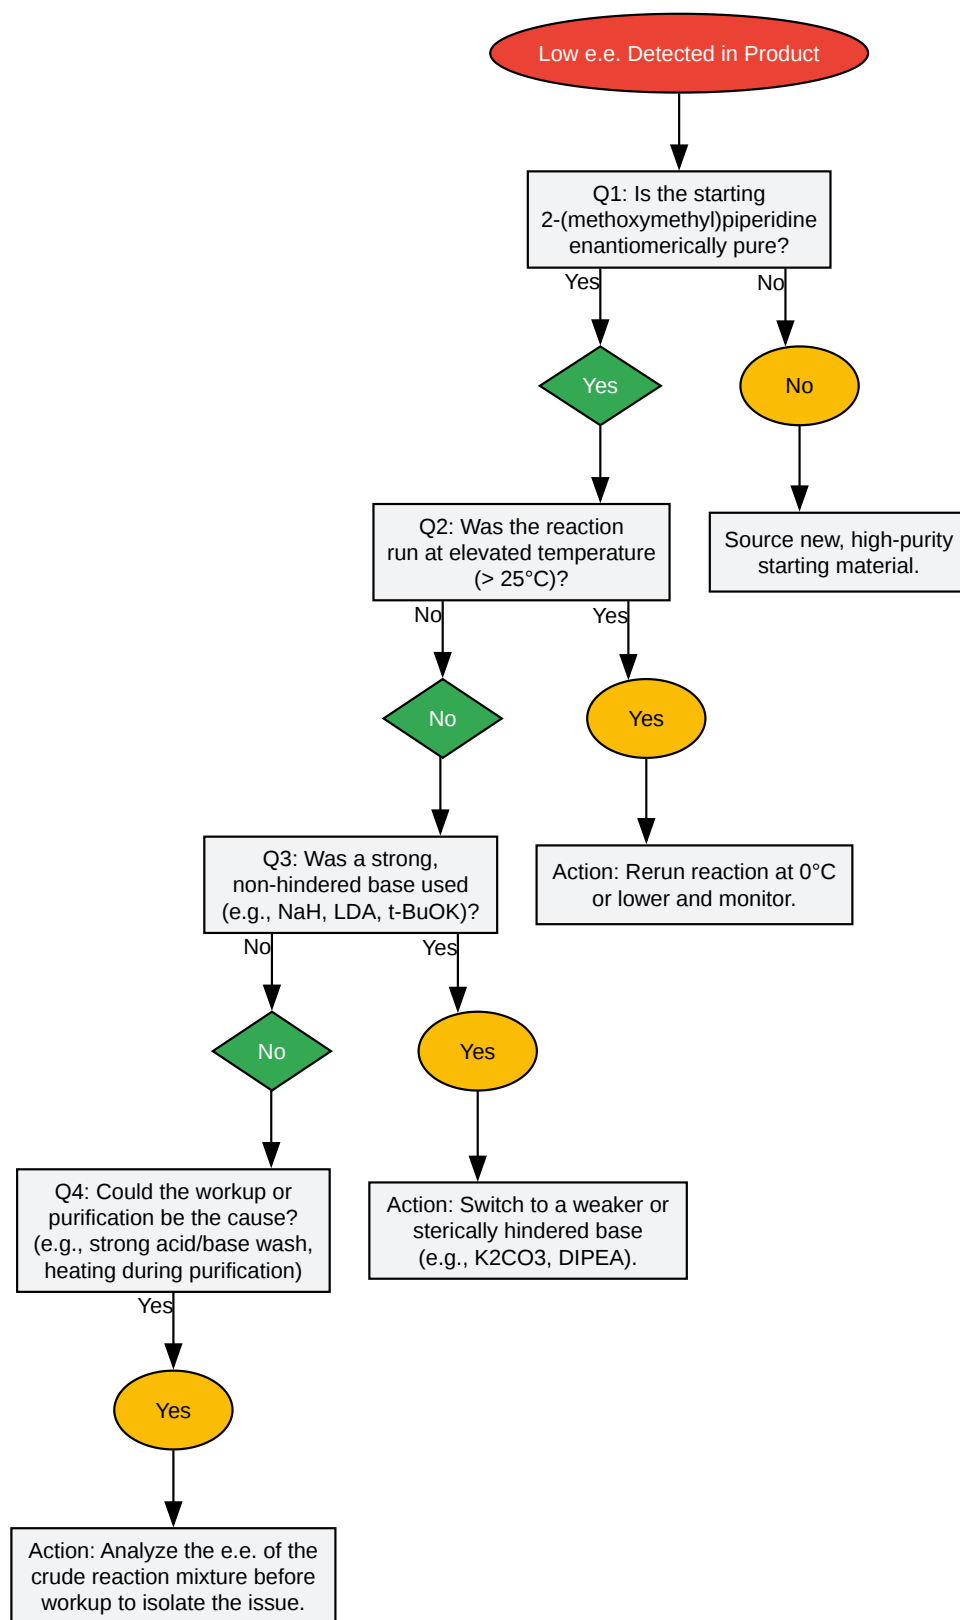 Low e.e. Detected in Product
Q1: Is the starting
2-(methoxymethyl)piperidine
enantiomerically pure?
Yes
No
Yes
No
Q2: Was the reaction
run at elevated temperature
(> 25°C)?
Source new, high-purity
starting material.
No
Yes
No
Yes
Q3: Was a strong,
non-hindered base used
(e.g., NaH, LDA, t-BuOK)?
Action: Rerun reaction at 0°C
or lower and monitor.
No
Yes
No
Yes
Q4: Could the workup or
purification be the cause?
(e.g., strong acid/base wash,
heating during purification)
Action: Switch to a weaker or
sterically hindered base
(e.g., K2CO3, DIPEA).
Yes
Yes
Action: Analyze the e.e. of the
crude reaction mixture before
workup to isolate the issue.